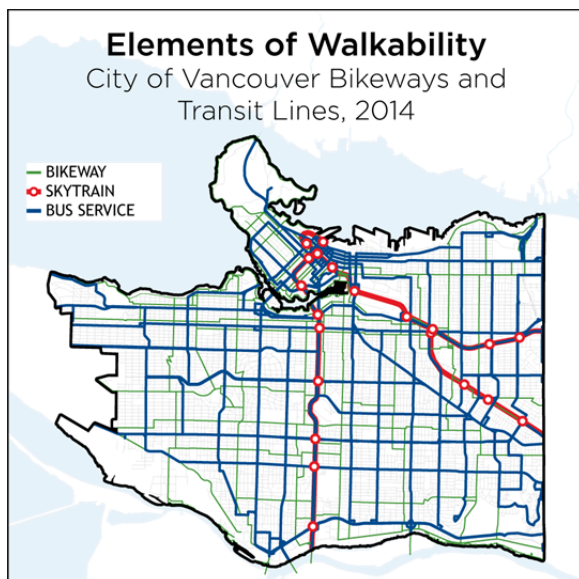 Elements of Walkability
City of Vancouver Bikeways and
Transit Lines, 2014
BIKEWAY
SKYTRAIN
BUS SERVICE